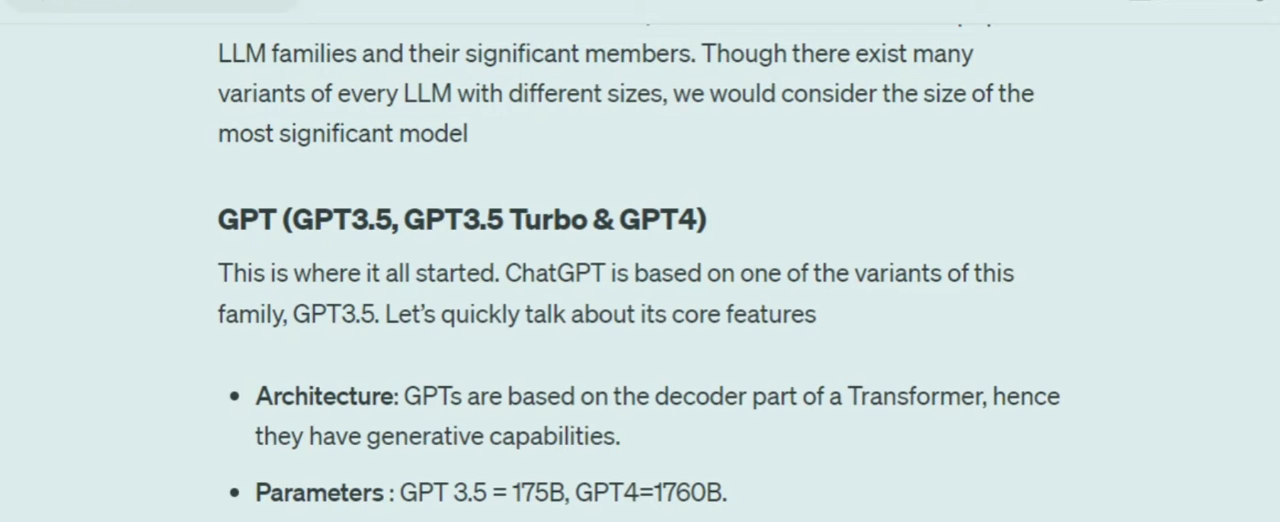 LLM families and their significant members. Though there exist many
variants of every LLM with different sizes, we would consider the size of the
most significant model
GPT (GPT3.5, GPT3.5 Turbo & GPT4)
This is where it all started. ChatGPT is based on one of the variants of this
family, GPT3.5. Let’s quickly talk about its core features
• Architecture: GPTs are based on the decoder part of a Transformer, hence
they have generative capabilities.
• Parameters : GPT 3.5 = 175B, GPT4=1760B.